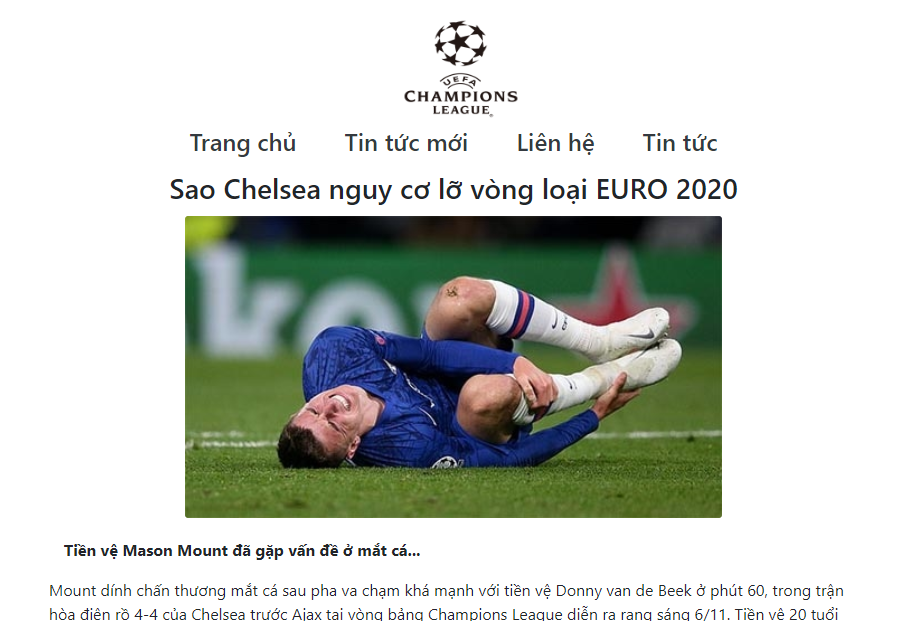 UEFA
CHAMPIONS
LEAGUE
Trang chủ Tin tức mới Liên hệ Tin tức
Sao Chelsea nguy cơ lỡ vòng loại EURO 2020
Tiền vệ Mason Mount đã gặp vấn đề ở mắt cá...
Mount dính chấn thương mắt cá sau pha va chạm khá mạnh với tiền vệ Donny van de Beek ở phút 60, trong trận
hòa điên rồ 4-4 của Chelsea trước Ajax tại vòng bảng Champions League diễn ra rạng sáng 6/11. Tiền vệ 20 tuổi